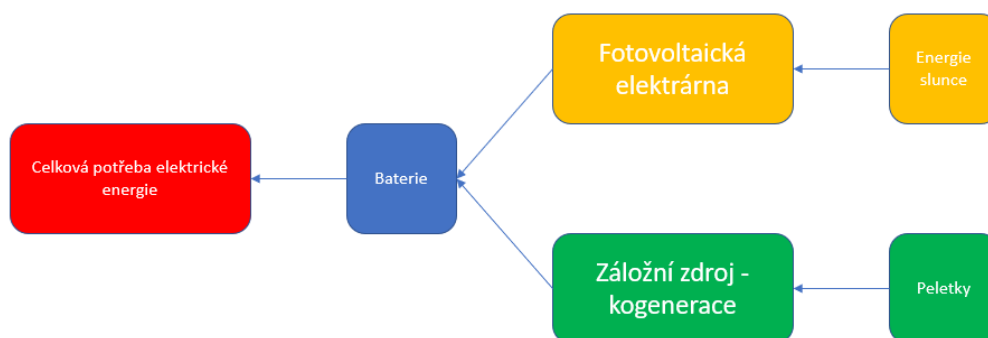 Fotovoltaická
elektrárna
Energie
slunce
Celková potřeba elektrické
energie
Baterie
Záložní zdroj -
kogenerace
Peletky